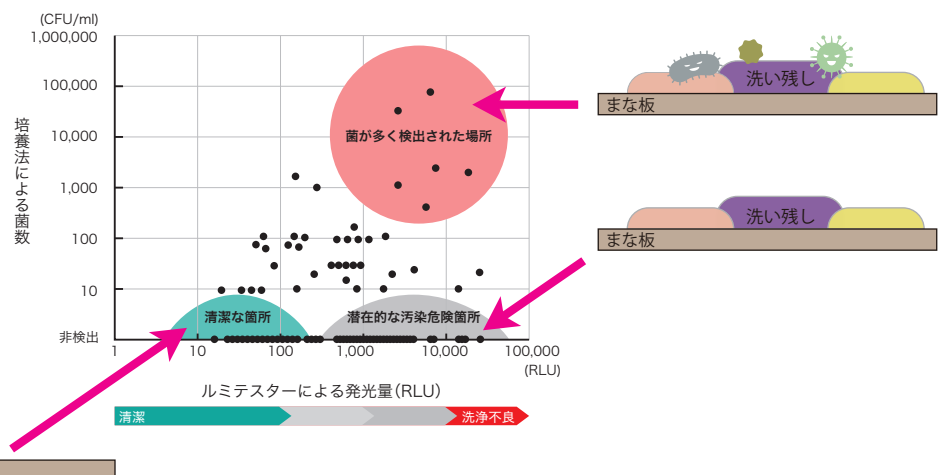 (CFU/ml)
1,000,000
100,000
10,000
1,000
100
10
非検出
培養法による菌数
菌が多く検出された場所
清潔な箇所
潜在的な汚染危険箇所
1
10
100
1,000
10,000
100,000
(RLU)
ルミテスターによる発光量(RLU)
清潔
洗浄不良
洗い残し
まな板
洗い残し
まな板